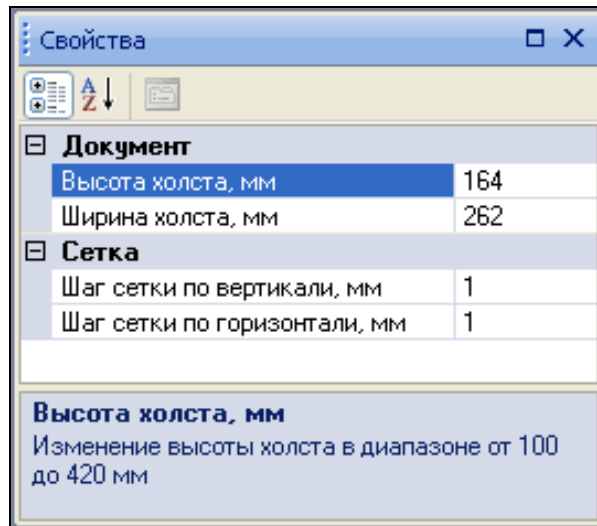 Свойства
Документ
Высота холста, мм 164
Ширина холста, мм 262
Сетка
Шаг сетки по вертикали, мм 1
Шаг сетки по горизонтали, мм 1
Высота холста, мм
Изменение высоты холста в диапазоне от 100
до 420 мм